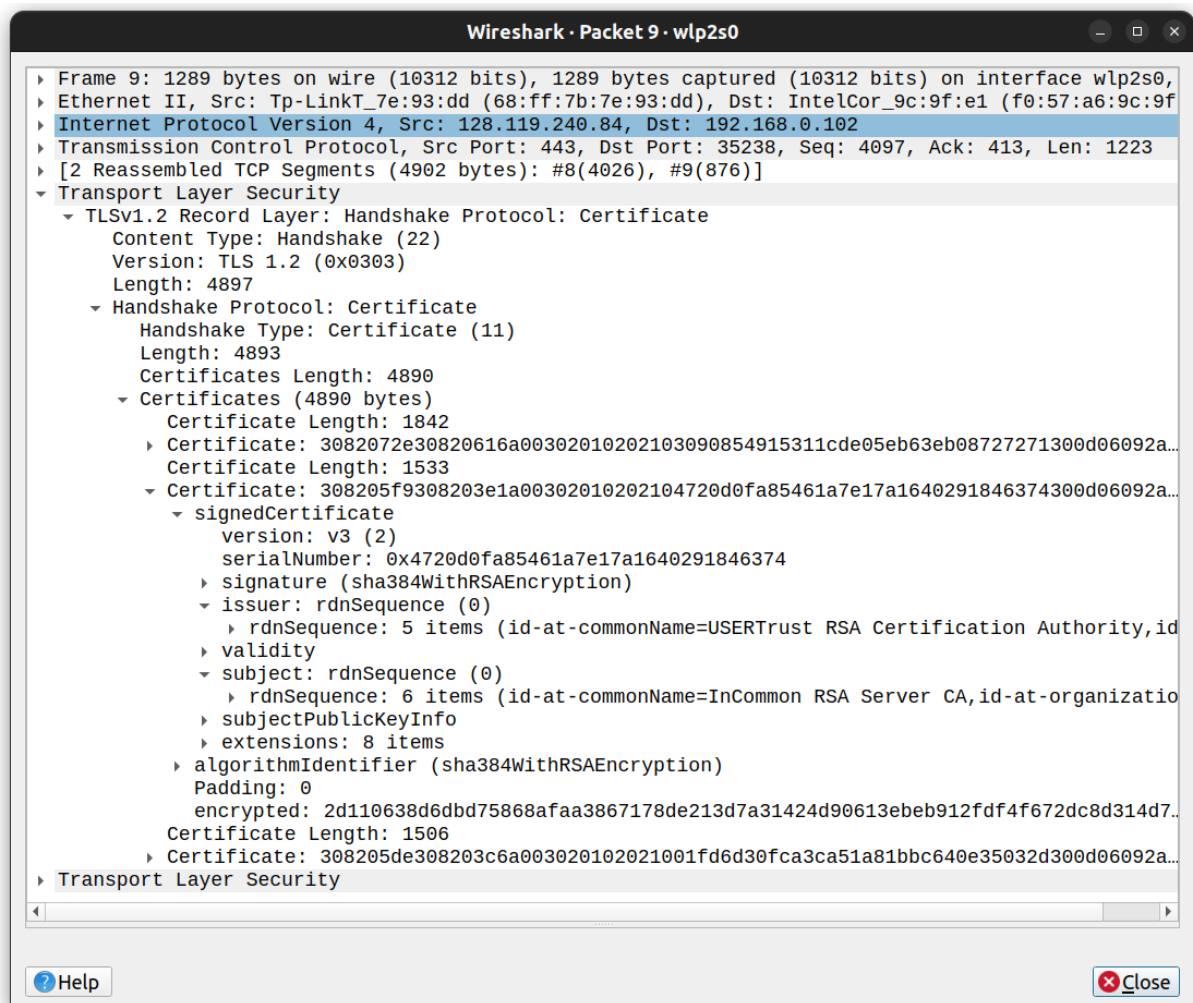 Wireshark · Packet 9 · wlp2s0
Frame 9: 1289 bytes on wire (10312 bits), 1289 bytes captured (10312 bits) on interface wlp2s0,
Ethernet II, Src: Tp-LinkT_7e:93:dd (68:ff:7b:7e:93:dd), Dst: IntelCor_9c:9f:e1 (f0:57:a6:9c:9f
Internet Protocol Version 4, Src: 128.119.240.84, Dst: 192.168.0.102
Transmission Control Protocol, Src Port: 443, Dst Port: 35238, Seq: 4097, Ack: 413, Len: 1223
[2 Reassembled TCP Segments (4902 bytes): #8(4026), #9(876)]
Transport Layer Security
TLSv1.2 Record Layer: Handshake Protocol: Certificate
Content Type: Handshake (22)
Version: TLS 1.2 (0x0303)
Length: 4897
Handshake Protocol: Certificate
Handshake Type: Certificate (11)
Length: 4893
Certificates Length: 4890
Certificates (4890 bytes)
Certificate Length: 1842
Certificate: 3082072e30820616a003020102021030908549153​11cde05eb63eb08727271300d06092a…
Certificate Length: 1533
Certificate: 308205f9308203e1a00302010202104720d0fa85461a7e17a1640291846374300d06092a…
signedCertificate
version: v3 (2)
serialNumber: 0x4720d0fa85461a7e17a1640291846374
signature (sha384WithRSAEncryption)
issuer: rdnSequence (0)
rdnSequence: 5 items (id-at-commonName=USERTrust RSA Certification Authority,id
validity
subject: rdnSequence (0)
rdnSequence: 6 items (id-at-commonName=InCommon RSA Server CA,id-at-organizatio
subjectPublicKeyInfo
extensions: 8 items
algorithmIdentifier (sha384WithRSAEncryption)
Padding: 0
encrypted: 2d110638d6dbd75868afaa3867178de213d7a31424d90613ebeb912fdf4f672dc8d314d7…
Certificate Length: 1506
Certificate: 308205de308203c6a003020102021001fd6d30fca3ca51a81bbc640e35032d300d06092a…
Transport Layer Security
Help
Close